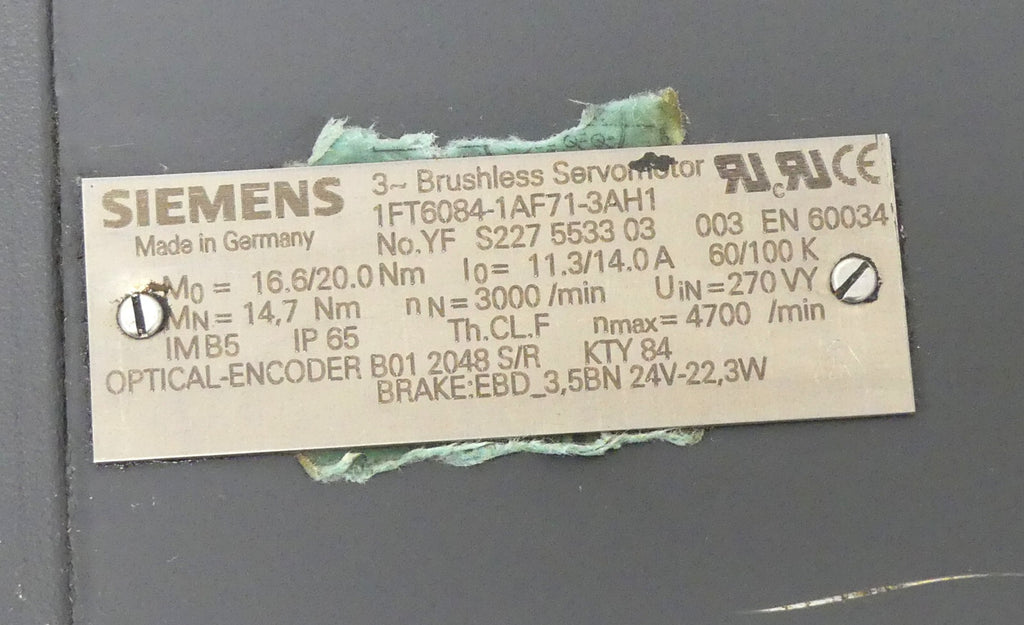 SIEMENS
Made in Germany
3~ Brushless Servomotor
1FT6084-1AF71-3AH1
No.YF S227 5533 03 003 EN 60034
M0 = 16.6/20.0 Nm I0= 11.3/14.0 A 60/100 K
MN = 14,7 Nm nN = 3000 /min UiN = 270 VY
IM B5 IP 65 Th.CL.F nmax= 4700 /min
OPTICAL-ENCODER B01 2048 S/R KTY 84
BRAKE:EBD_3,5BN 24V-22,3W